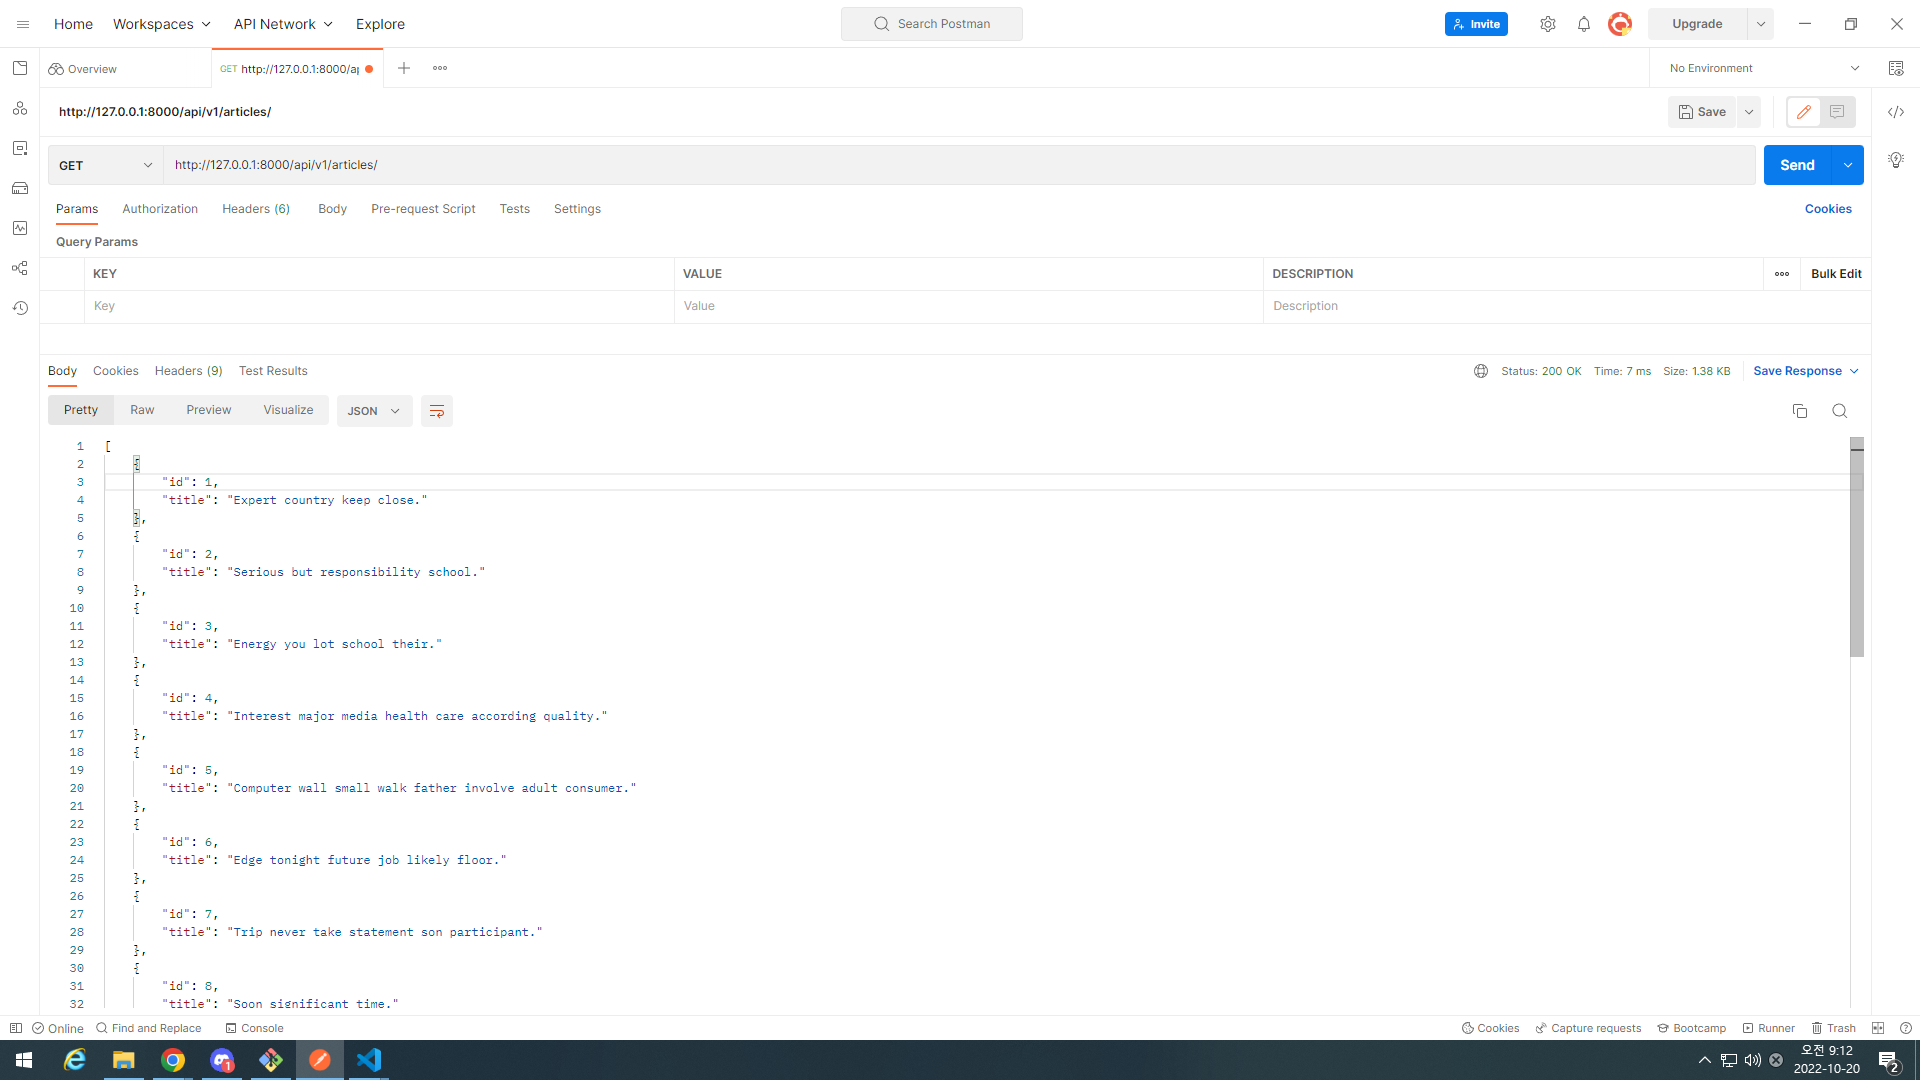 Home Workspaces API Network Explore Search Postman Invite Upgrade
Overview GET http://127.0.0.1:8000/ap No Environment
http://127.0.0.1:8000/api/v1/articles/ Save
GET http://127.0.0.1:8000/api/v1/articles/ Send
Params Authorization Headers (6) Body Pre-request Script Tests Settings Cookies
Query Params
KEY VALUE DESCRIPTION Bulk Edit
Key Value Description
Body Cookies Headers (9) Test Results Status: 200 OK Time: 7 ms Size: 1.38 KB Save Response
Pretty Raw Preview Visualize JSON
1 [
2 {
3 "id": 1,
4 "title": "Expert country keep close."
5 },
6 {
7 "id": 2,
8 "title": "Serious but responsibility school."
9 },
10 {
11 "id": 3,
12 "title": "Energy you lot school their."
13 },
14 {
15 "id": 4,
16 "title": "Interest major media health care according quality."
17 },
18 {
19 "id": 5,
20 "title": "Computer wall small walk father involve adult consumer."
21 },
22 {
23 "id": 6,
24 "title": "Edge tonight future job likely floor."
25 },
26 {
27 "id": 7,
28 "title": "Trip never take statement son participant."
29 },
30 {
31 "id": 8,
32 "title": "Soon significant time."
Online Find and Replace Console Cookies Capture requests Bootcamp Runner Trash
1 오전 9:12
2022-10-20 2